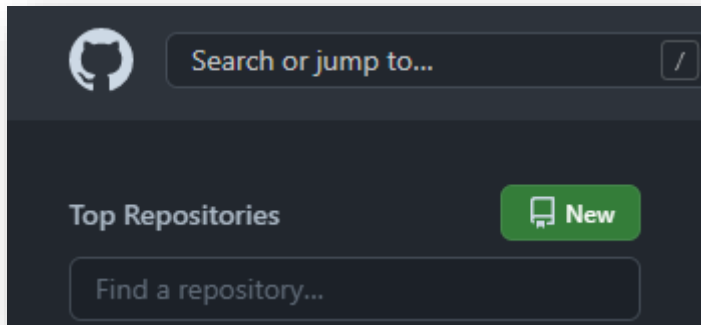 Search or jump to... /
Top Repositories New
Find a repository...